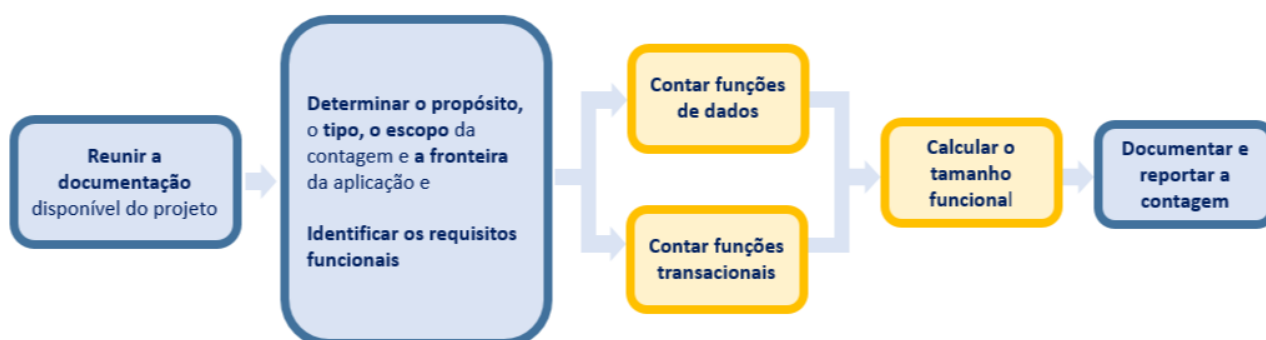 Reunir a
documentação
disponível do projeto
Determinar o propósito,
o tipo, o escopo da
contagem e a fronteira
da aplicação e
Identificar os requisitos
funcionais
Contar funções
de dados
Contar funções
transacionais
Calcular o
tamanho
funcional
Documentar e
reportar a
contagem